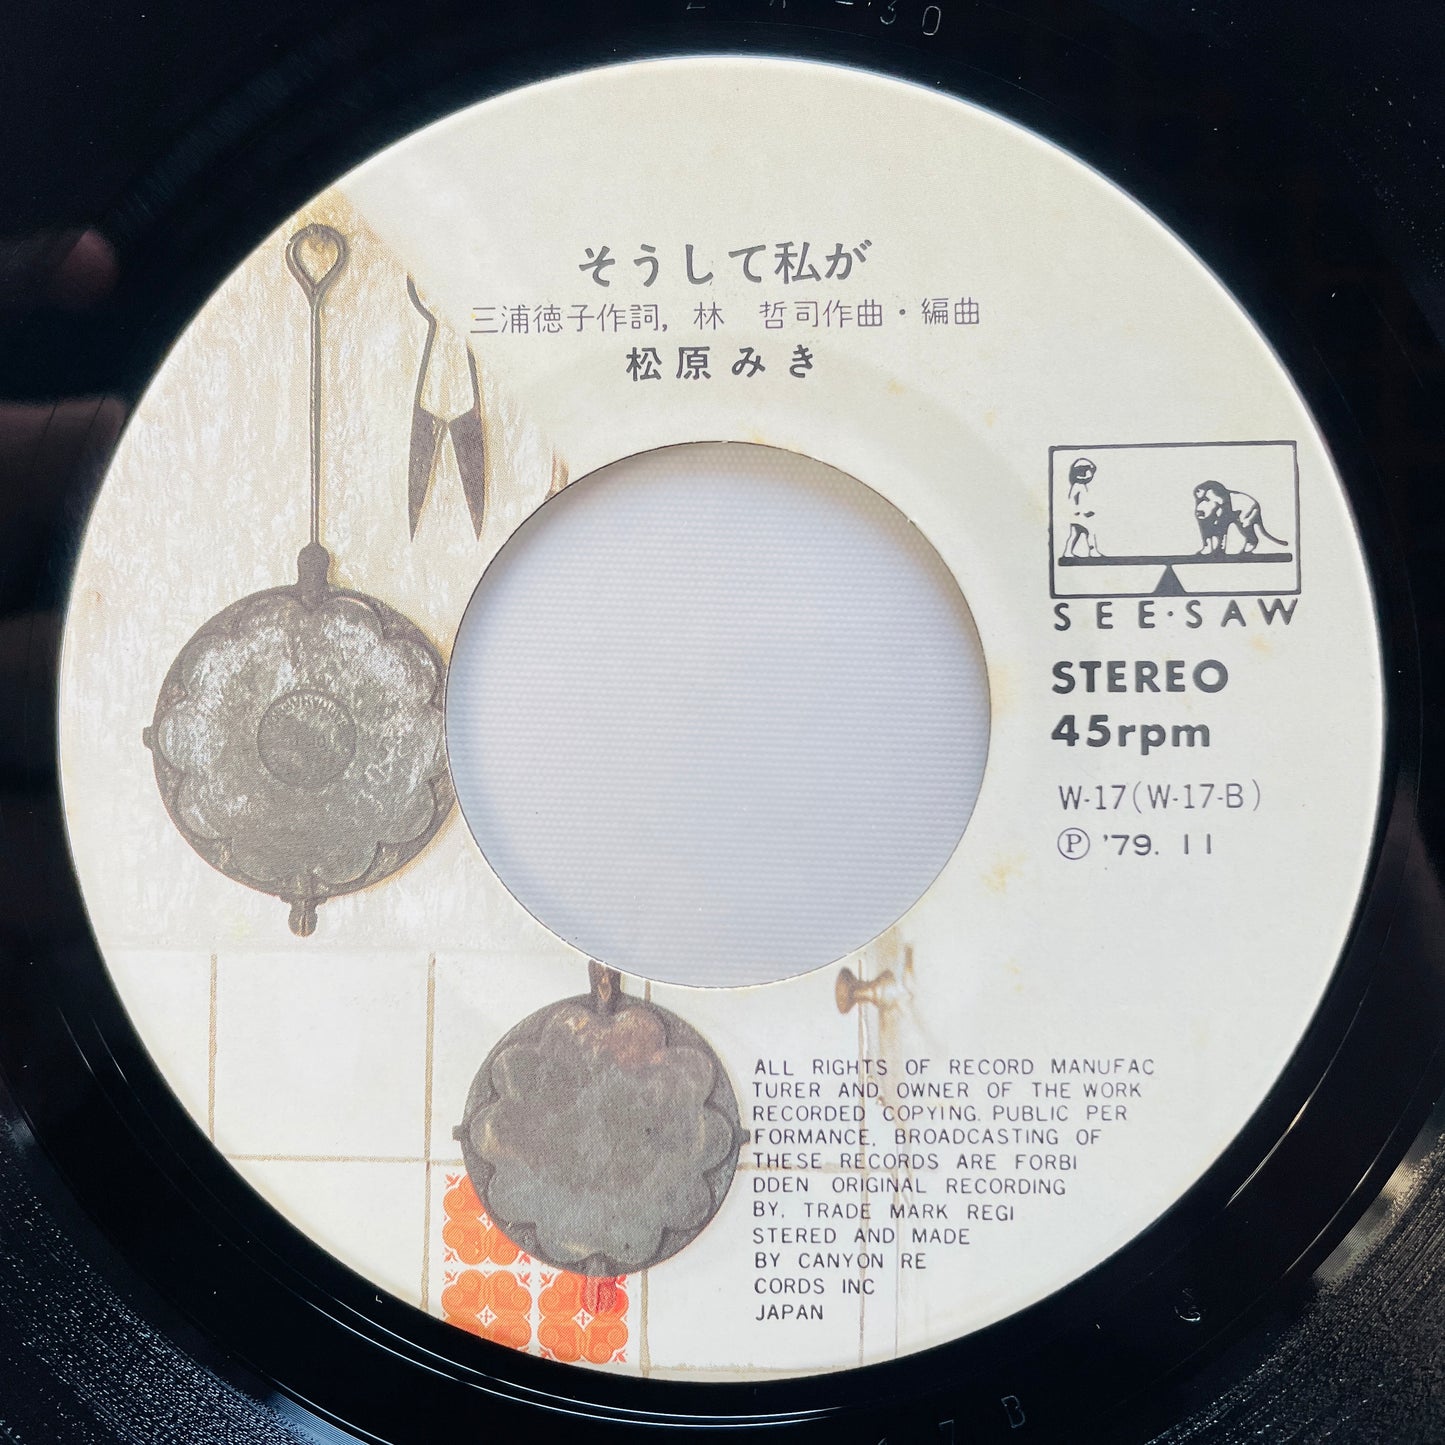 そうして私が
三浦徳子作詞, 林 哲司作曲・編曲
松原みき
SEE・SAW
STEREO
45rpm
W-17(W-17-B)
Ⓟ '79. 11
ALL RIGHTS OF RECORD MANUFAC
TURER AND OWNER OF THE WORK
RECORDED COPYING. PUBLIC PER
FORMANCE, BROADCASTING OF
THESE RECORDS ARE FORBI
DDEN ORIGINAL RECORDING
BY, TRADE MARK REGI
STERED AND MADE
BY CANYON RE
CORDS INC
JAPAN